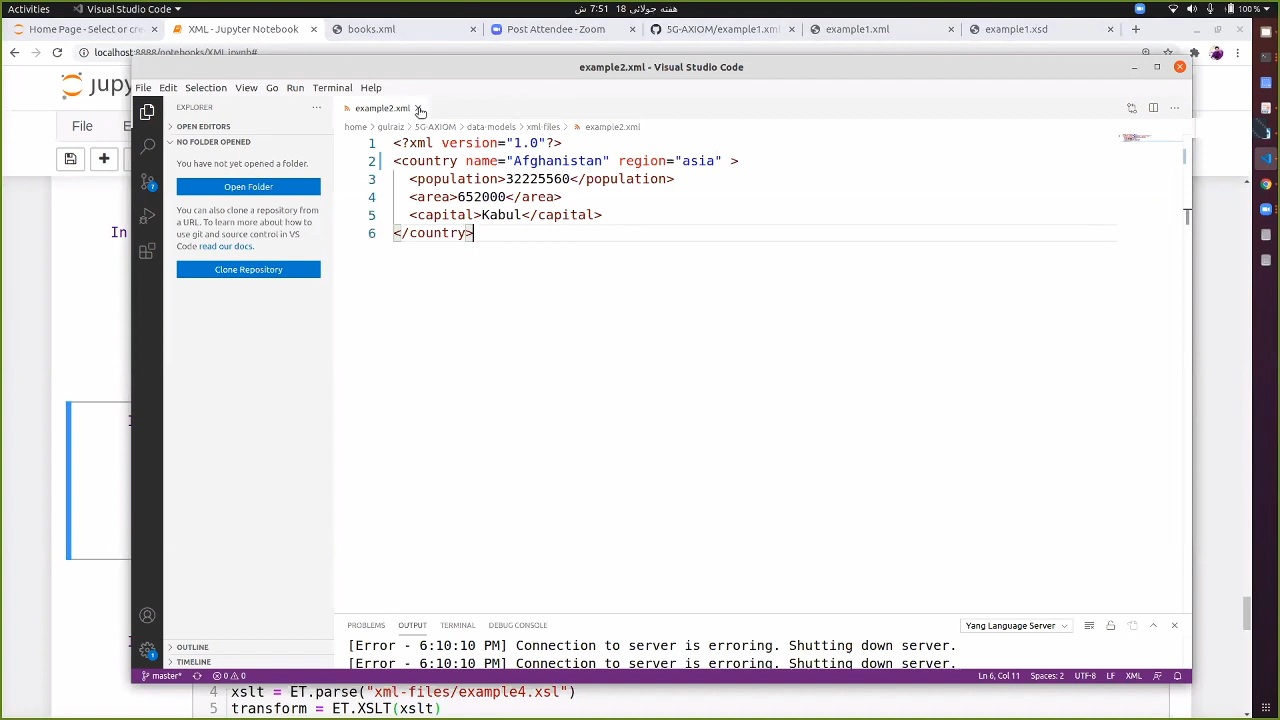 Activities
Visual Studio Code
هفته جولائی 18 7:51 ش
100 %
Home Page - Select or cre
XML - Jupyter Notebook
books.xml
Post Attendee - Zoom
5G-AXIOM/example1.xml
example1.xml
example1.xsd
localhost:8888/notebooks/XML.ipynb#
example2.xml - Visual Studio Code
jupy
File Edit Selection View Go Run Terminal Help
File
EXPLORER
example2.xml
OPEN EDITORS
home > gulraiz > 5G-AXIOM > data-models > xml-files > example2.xml
NO FOLDER OPENED
You have not yet opened a folder.
Open Folder
You can also clone a repository from
a URL. To learn more about how to
use git and source control in VS
Code read our docs.
Clone Repository
1 <?xml version="1.0"?>
2 <country name="Afghanistan" region="asia" >
3 <population>32225560</population>
4 <area>652000</area>
5 <capital>Kabul</capital>
6 </country>
In
7
1
OUTLINE
TIMELINE
PROBLEMS OUTPUT TERMINAL DEBUG CONSOLE
Yang Language Server
[Error - 6:10:10 PM] Connection to server is erroring. Shutting down server.
[Error - 6:10:10 PM] Connection to server is erroring. Shutting down server.
master* 0 0
Ln 6, Col 11 Spaces: 2 UTF-8 LF XML
4 xslt = ET.parse("xml-files/example4.xsl")
5 transform = ET.XSLT(xslt)